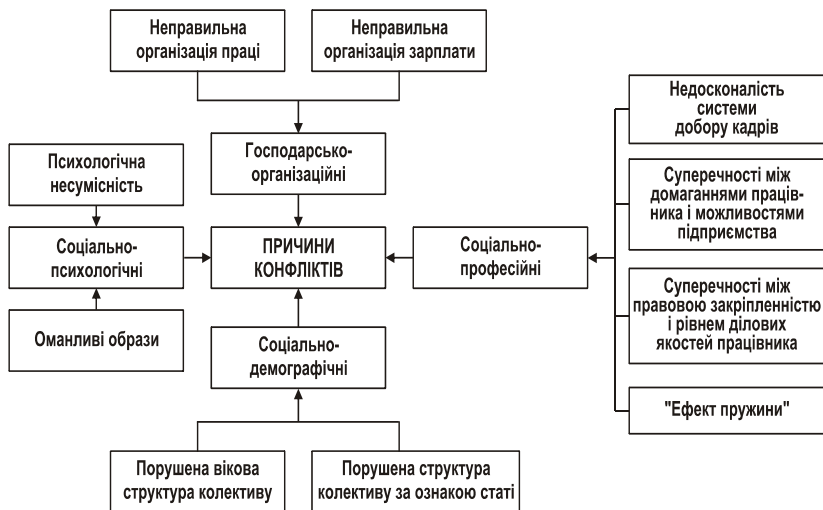 Неправильна
організація праці
Неправильна
організація зарплати
Господарсько-
організаційні
Психологічна
несумісність
Соціально-
психологічні
Оманливі образи
ПРИЧИНИ
КОНФЛІКТІВ
Соціально-
професійні
Недосконалість
системи
добору кадрів
Суперечності між
домаганнями праців-
ника і можливостями
підприємства
Суперечності між
правовою закріпленністю
і рівнем ділових
якостей працівника
"Ефект пружини"
Соціально-
демографічні
Порушена вікова
структура колективу
Порушена структура
колективу за ознакою статі